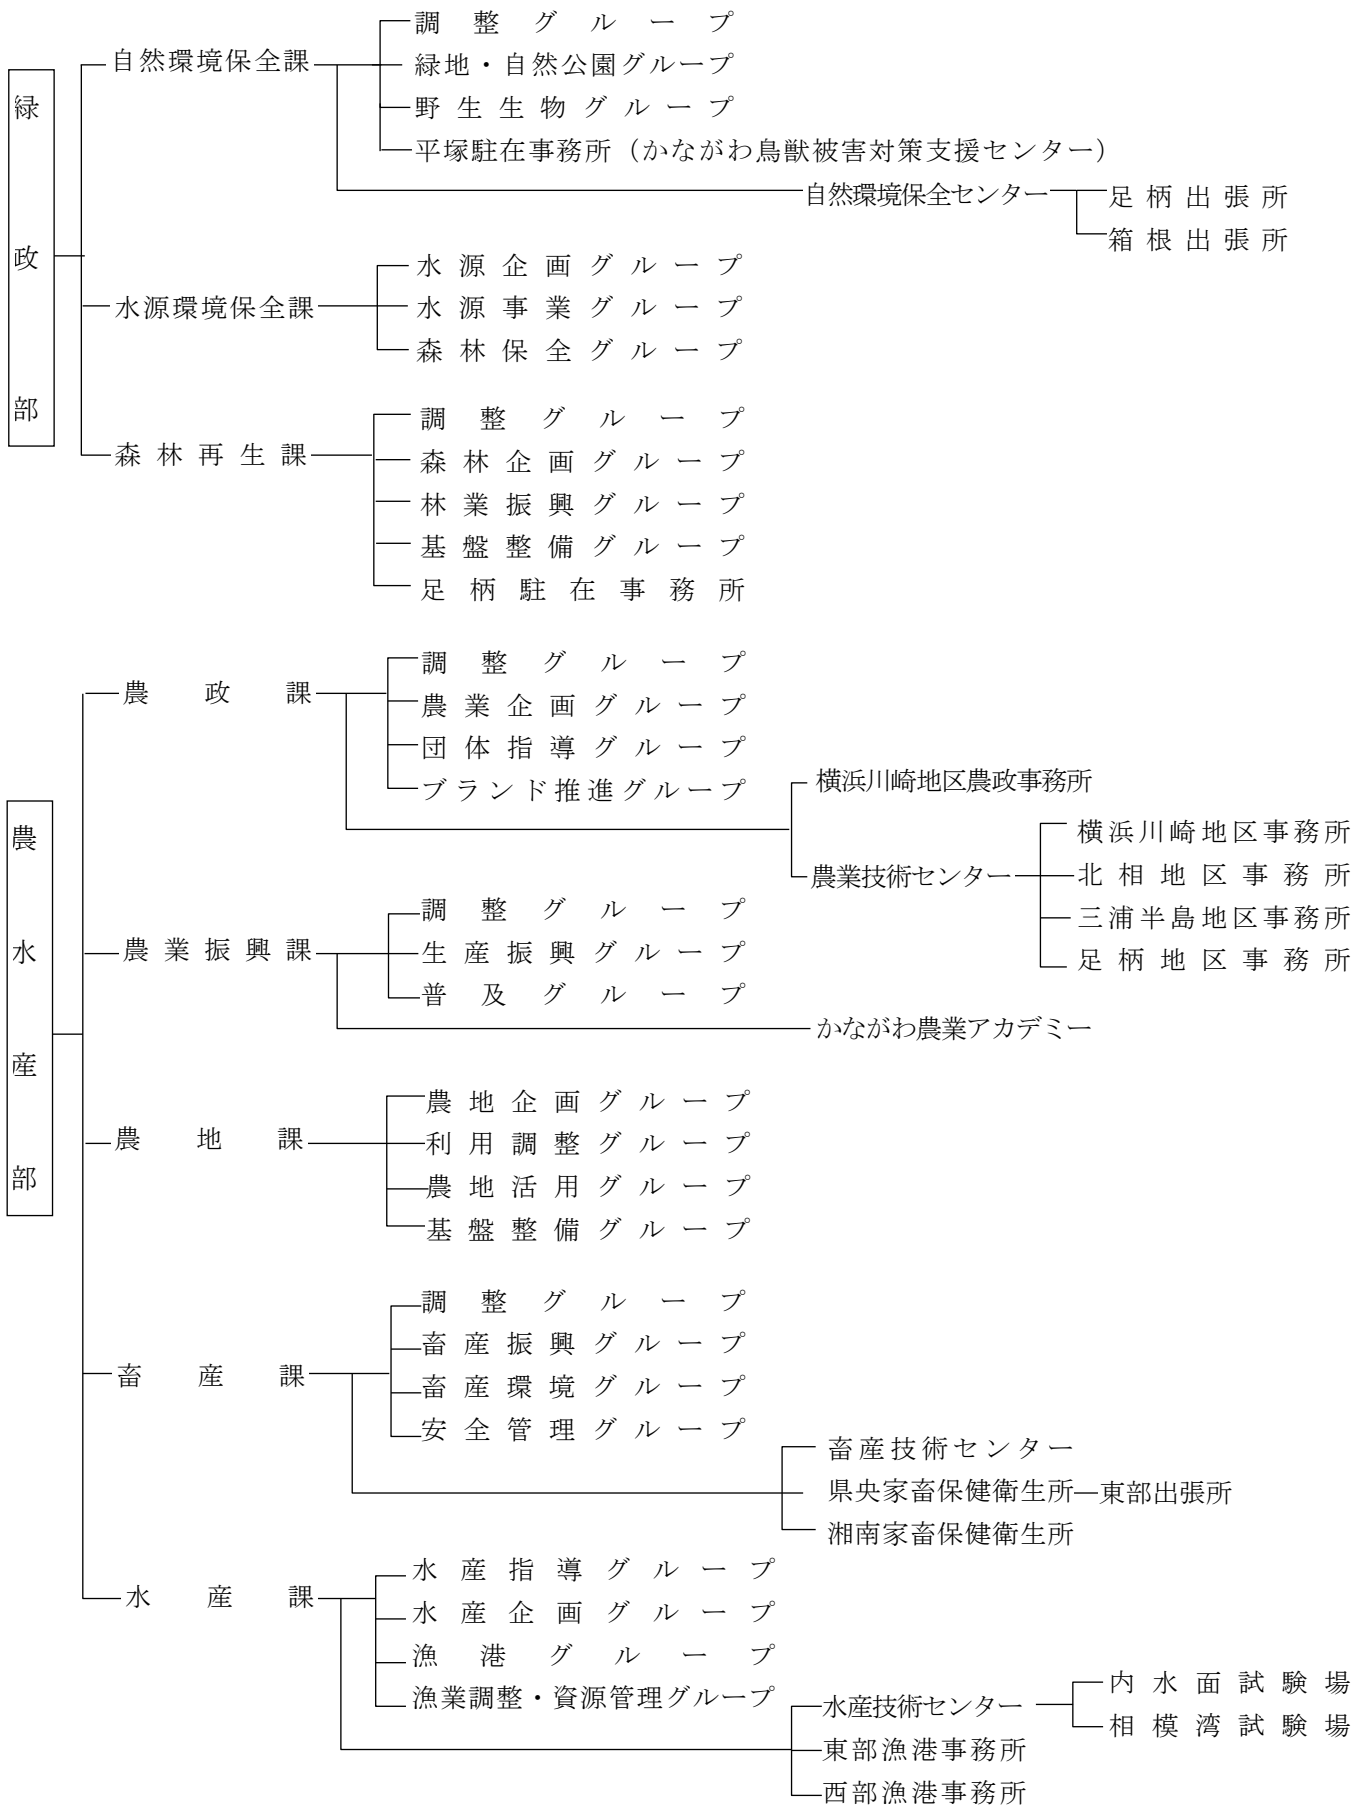 緑政部
自然環境保全課
調整グループ
緑地・自然公園グループ
野生生物グループ
平塚駐在事務所（かながわ鳥獣被害対策支援センター）
自然環境保全センター
足柄出張所
箱根出張所
水源環境保全課
水源企画グループ
水源事業グループ
森林保全グループ
森林再生課
調整グループ
森林企画グループ
林業振興グループ
基盤整備グループ
足柄駐在事務所
農水産部
農政課
調整グループ
農業企画グループ
団体指導グループ
ブランド推進グループ
横浜川崎地区農政事務所
農業技術センター
横浜川崎地区事務所
北相地区事務所
三浦半島地区事務所
足柄地区事務所
農業振興課
調整グループ
生産振興グループ
普及グループ
かながわ農業アカデミー
農地課
農地企画グループ
利用調整グループ
農地活用グループ
基盤整備グループ
畜産課
調整グループ
畜産振興グループ
畜産環境グループ
安全管理グループ
畜産技術センター
県央家畜保健衛生所
東部出張所
湘南家畜保健衛生所
水産課
水産指導グループ
水産企画グループ
漁港グループ
漁業調整・資源管理グループ
水産技術センター
内水面試験場
相模湾試験場
東部漁港事務所
西部漁港事務所